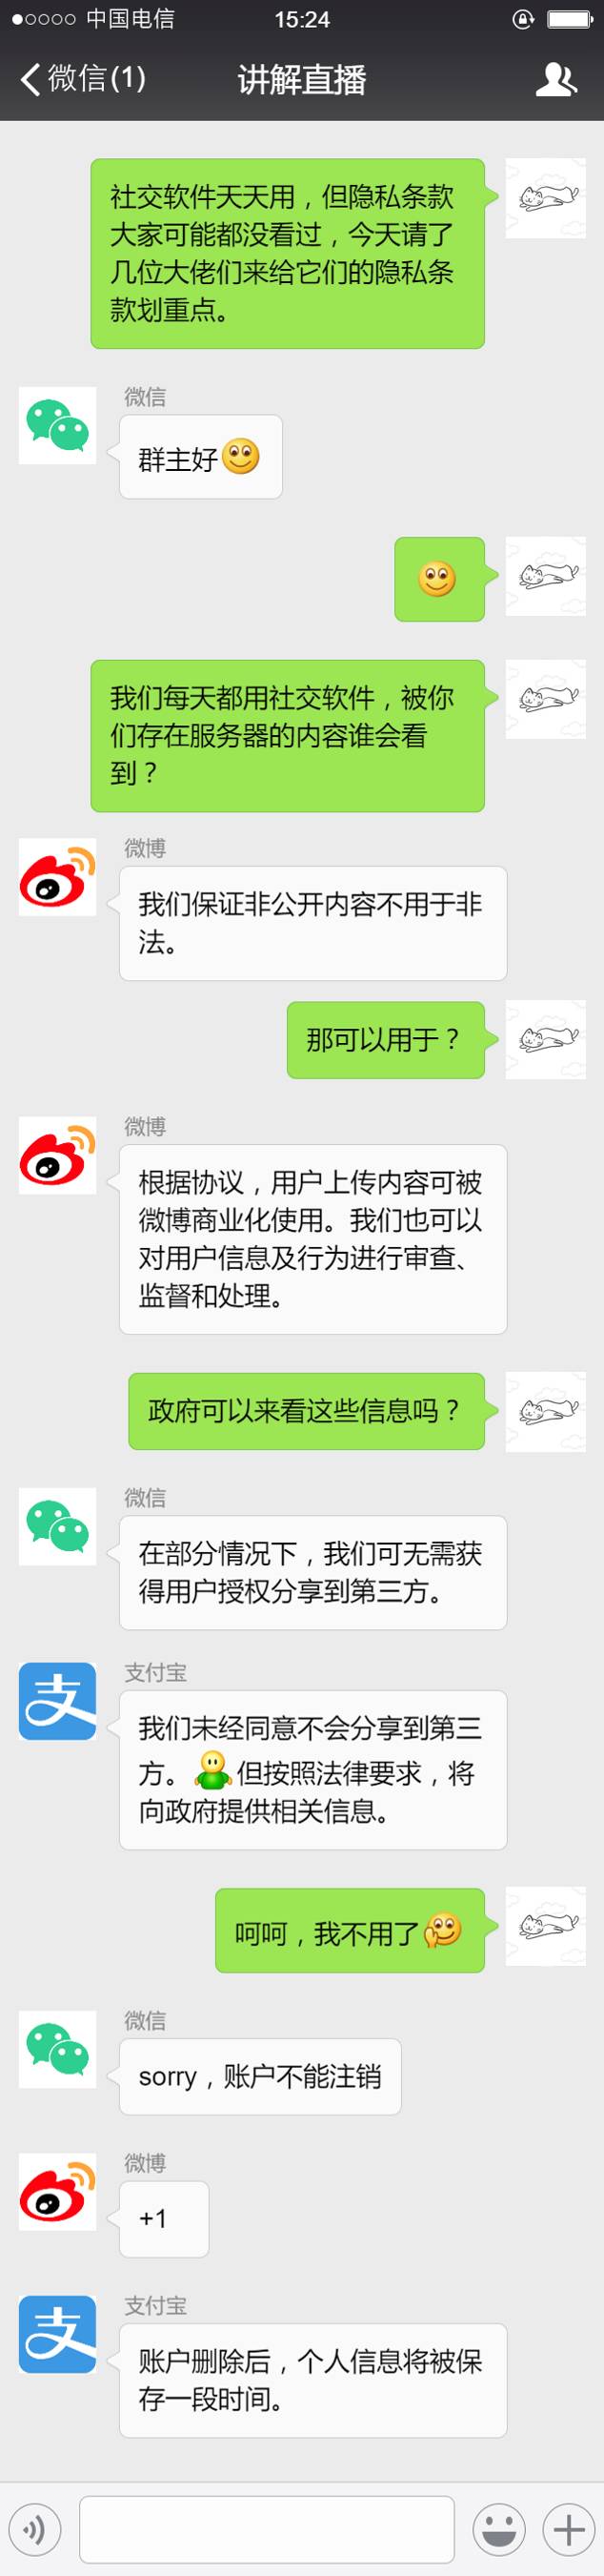 中国电信 15:24
微信(1) 讲解直播
社交软件天天用，但隐私条款
大家可能都没看过，今天请了
几位大佬们来给它们的隐私条
款划重点。
微信
群主好
我们每天都用社交软件，被你
们存在服务器的内容谁会看
到？
微博
我们保证非公开内容不用于非
法。
那可以用于？
微博
根据协议，用户上传内容可被
微博商业化使用。我们也可以
对用户信息及行为进行审查、
监督和处理。
政府可以来看这些信息吗？
微信
在部分情况下，我们可无需获
得用户授权分享到第三方。
支付宝
支
我们未经同意不会分享到第三
方。但按照法律要求，将
向政府提供相关信息。
呵呵，我不用了
微信
sorry，账户不能注销
微博
+1
支付宝
支
账户删除后，个人信息将被保
存一段时间。